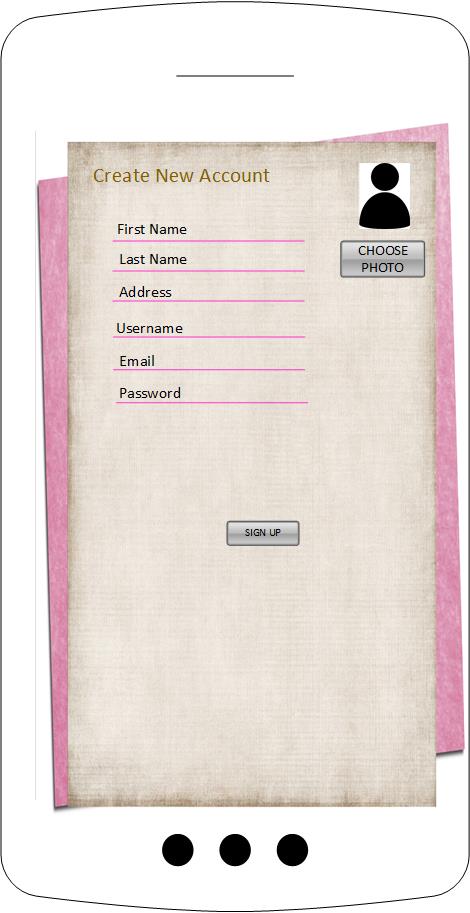 Create New Account
First Name
Last Name
Address
Username
Email
Password
CHOOSE
PHOTO
SIGN UP